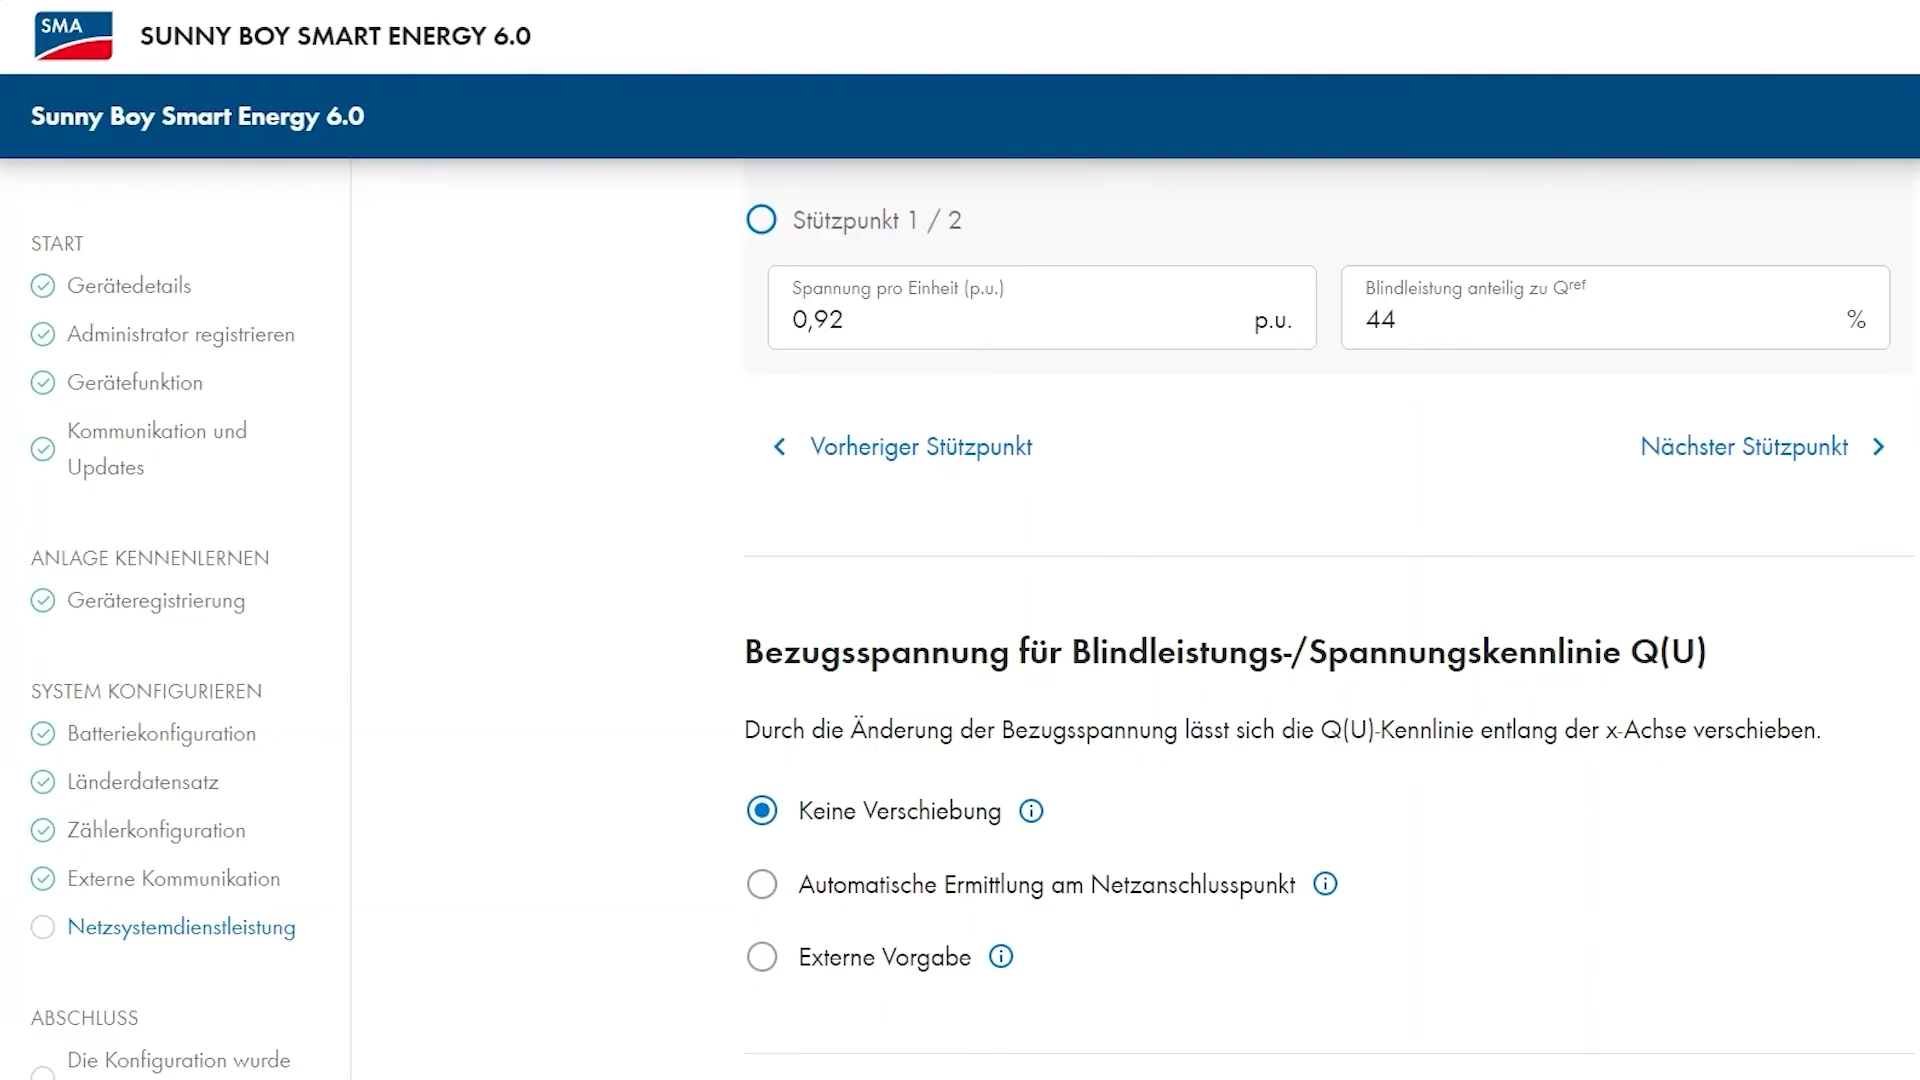 SMA
SUNNY BOY SMART ENERGY 6.0
Sunny Boy Smart Energy 6.0
START
Gerätedetails
Administrator registrieren
Gerätefunktion
Kommunikation und
Updates
ANLAGE KENNENLERNEN
Geräteregistrierung
SYSTEM KONFIGURIEREN
Batteriekonfiguration
Länderdatensatz
Zählerkonfiguration
Externe Kommunikation
Netzsystemdienstleistung
ABSCHLUSS
Die Konfiguration wurde
Stützpunkt 1 / 2
Spannung pro Einheit (p.u.)
0,92 p.u.
Blindleistung anteilig zu Qref
44 %
Vorheriger Stützpunkt
Nächster Stützpunkt
Bezugsspannung für Blindleistungs-/Spannungskennlinie Q(U)
Durch die Änderung der Bezugsspannung lässt sich die Q(U)-Kennlinie entlang der x-Achse verschieben.
Keine Verschiebung
Automatische Ermittlung am Netzanschlusspunkt
Externe Vorgabe